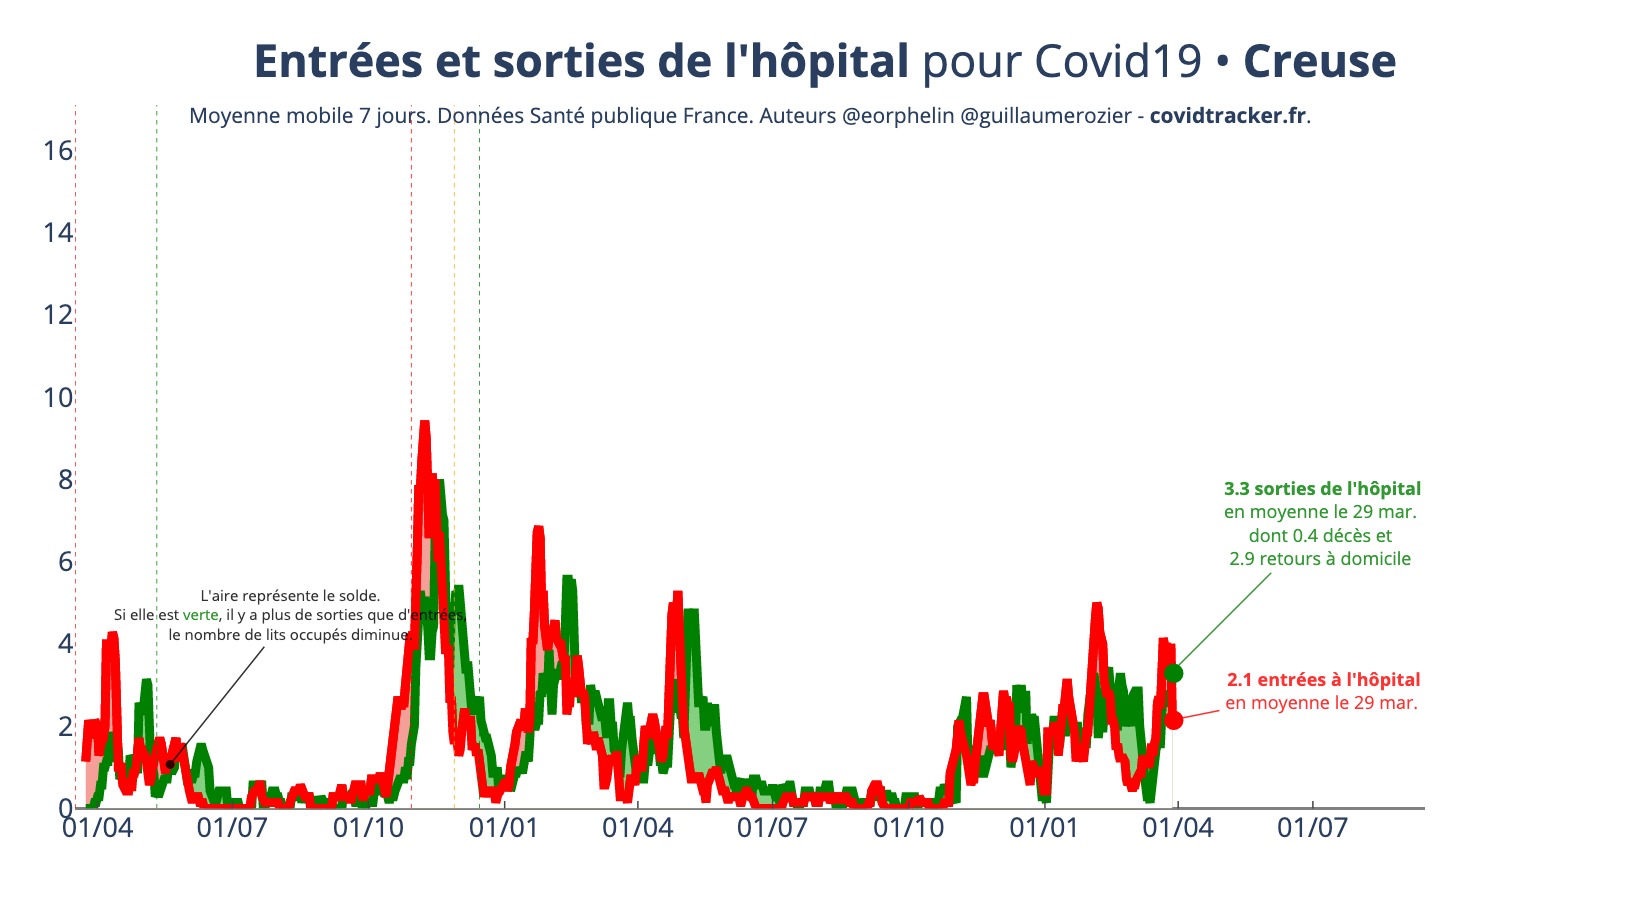 Entrées et sorties de l'hôpital pour Covid19 • Creuse
Moyenne mobile 7 jours. Données Santé publique France. Auteurs @eorphelin @guillaumerozier - covidtracker.fr.
16
14
12
10
8
6
4
2
0
3.3 sorties de l'hôpital
en moyenne le 29 mar.
dont 0.4 décès et
2.9 retours à domicile
L'aire représente le solde.
Si elle est verte, il y a plus de sorties que d'entrées,
le nombre de lits occupés diminue.
2.1 entrées à l'hôpital
en moyenne le 29 mar.
01/04 01/07 01/10 01/01 01/04 01/07 01/10 01/01 01/04 01/07